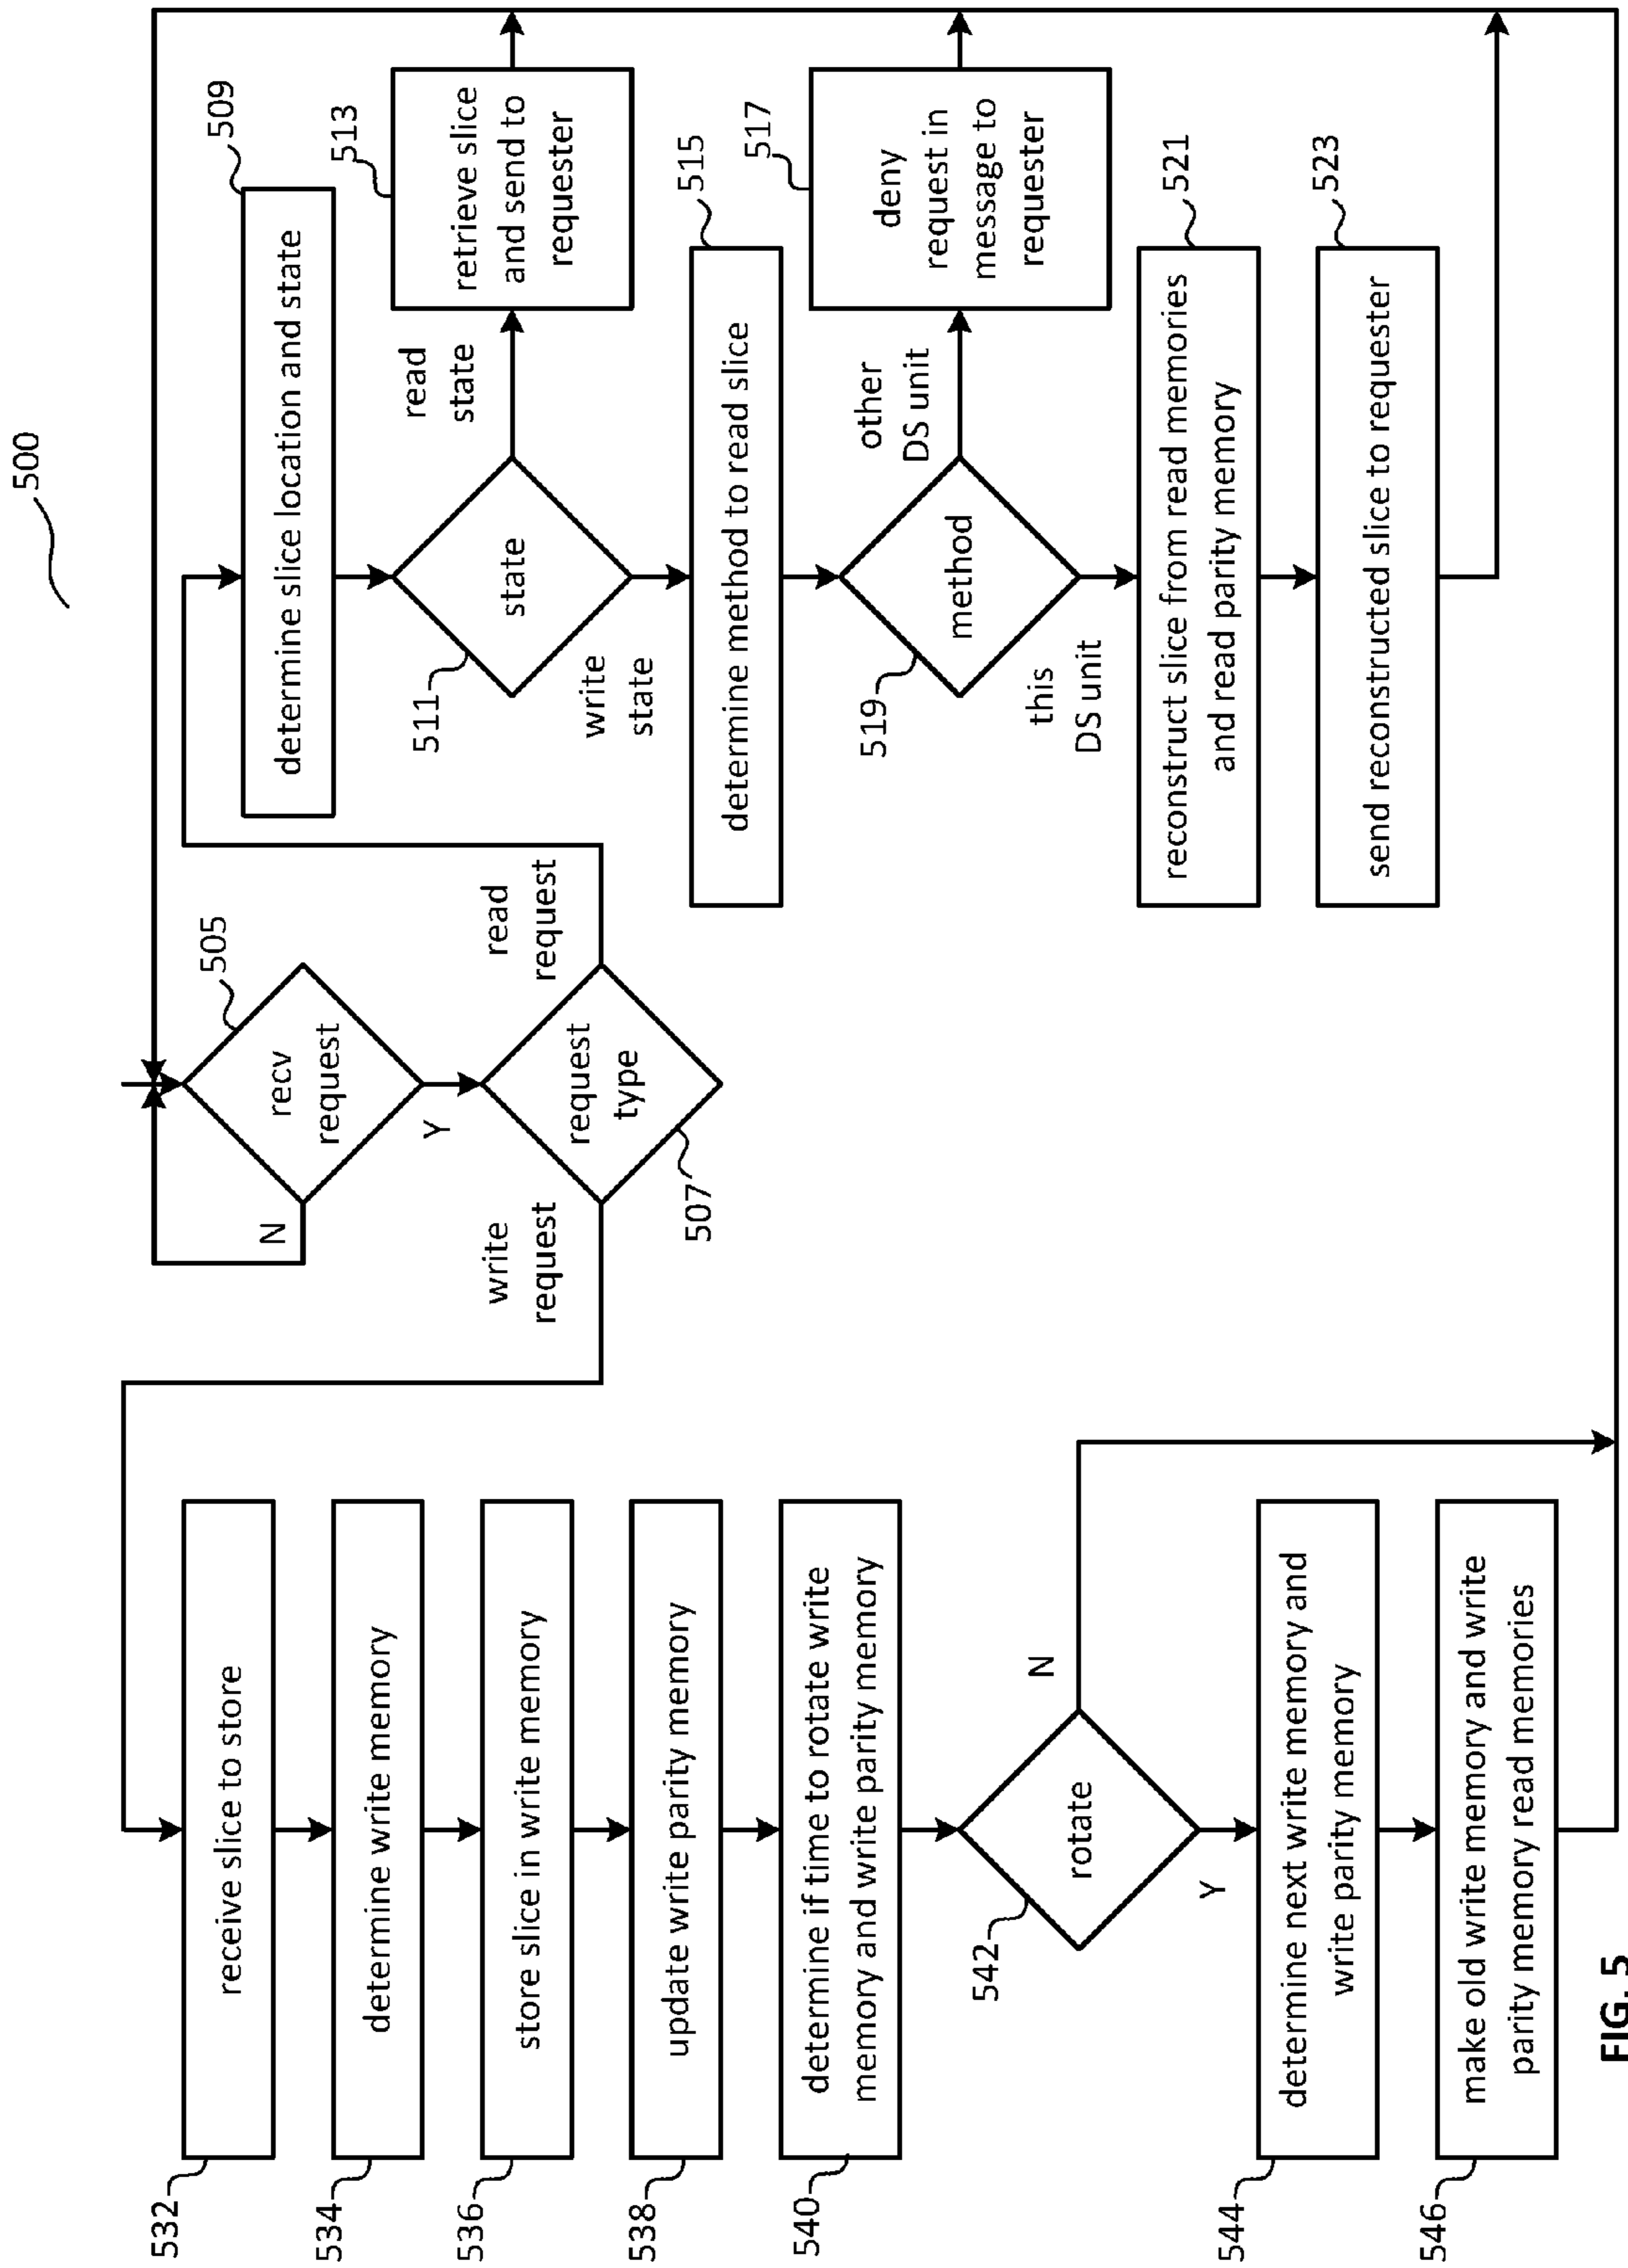 500
505
recv
request
N
Y
request
type
507
write
request
read
request
532
receive slice to store
534
determine write memory
536
store slice in write memory
538
update write parity memory
540
determine if time to rotate write
memory and write parity memory
542
rotate
N
Y
544
determine next write memory and
write parity memory
546
make old write memory and write
parity memory read memories
509
determine slice location and state
511
state
read
state
513
retrieve slice
and send to
requester
write
state
515
determine method to read slice
519
method
other
DS unit
517
deny
request in
message to
requester
this
DS unit
521
reconstruct slice from read memories
and read parity memory
523
send reconstructed slice to requester
FIG. 5